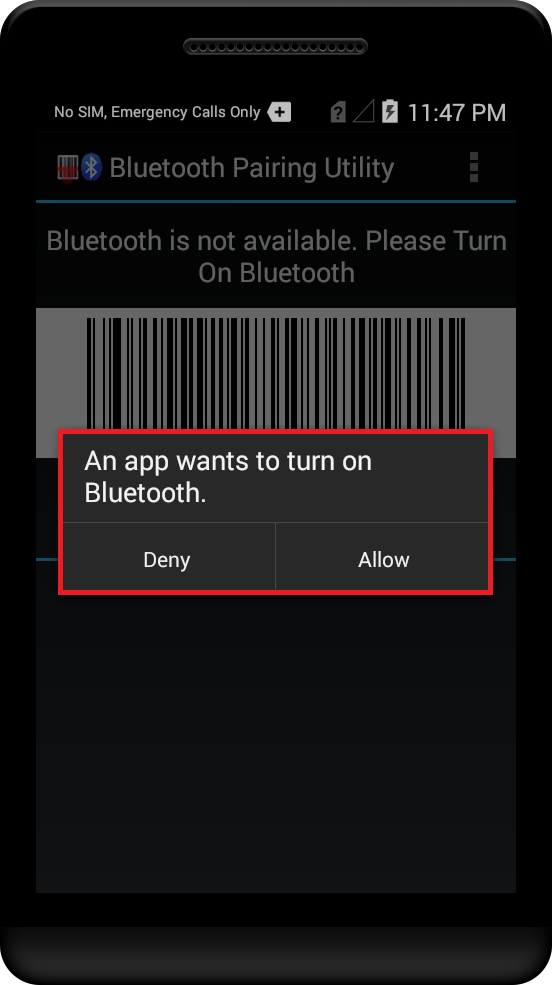 No SIM, Emergency Calls Only
11:47 PM
Bluetooth Pairing Utility
Bluetooth is not available. Please Turn
On Bluetooth
An app wants to turn on
Bluetooth.
Deny
Allow